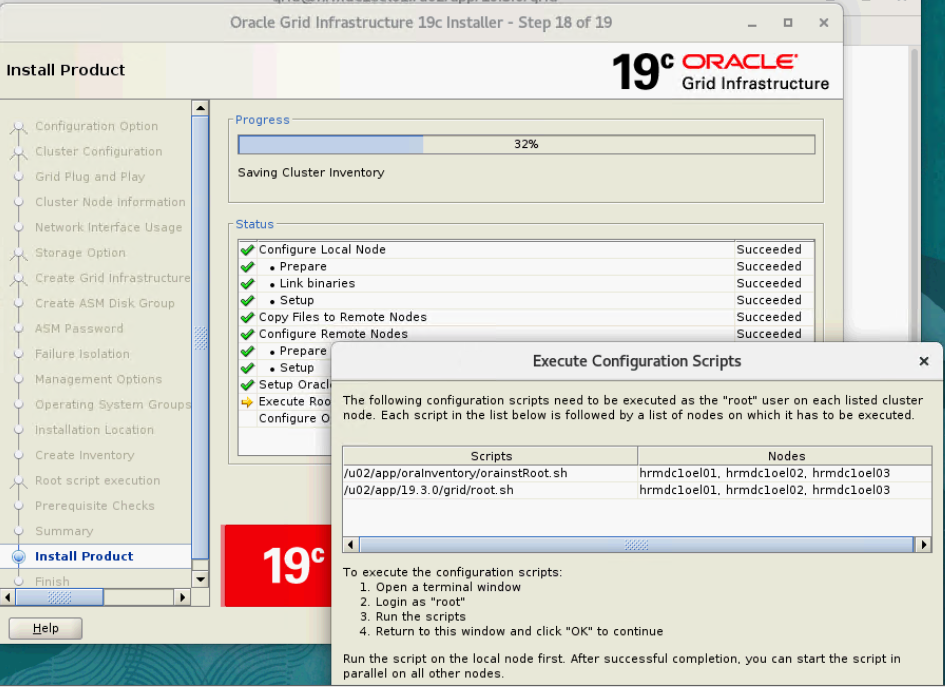 Oracle Grid Infrastructure 19c Installer - Step 18 of 19
Install Product
19c ORACLE
Grid Infrastructure
Configuration Option
Cluster Configuration
Grid Plug and Play
Cluster Node Information
Network Interface Usage
Storage Option
Create Grid Infrastructure
Create ASM Disk Group
ASM Password
Failure Isolation
Management Options
Operating System Groups
Installation Location
Create Inventory
Root script execution
Prerequisite Checks
Summary
Install Product
Finish
Help
Progress
32%
Saving Cluster Inventory
Status
Configure Local Node Succeeded
• Prepare Succeeded
• Link binaries Succeeded
• Setup Succeeded
Copy Files to Remote Nodes Succeeded
Configure Remote Nodes Succeeded
• Prepare
• Setup
Setup Oracl
Execute Roo
Configure O
19c
Execute Configuration Scripts
The following configuration scripts need to be executed as the "root" user on each listed cluster
node. Each script in the list below is followed by a list of nodes on which it has to be executed.
Scripts Nodes
/u02/app/oraInventory/orainstRoot.sh hrmdc1oel01, hrmdc1oel02, hrmdc1oel03
/u02/app/19.3.0/grid/root.sh hrmdc1oel01, hrmdc1oel02, hrmdc1oel03
To execute the configuration scripts:
1. Open a terminal window
2. Login as "root"
3. Run the scripts
4. Return to this window and click "OK" to continue
Run the script on the local node first. After successful completion, you can start the script in
parallel on all other nodes.